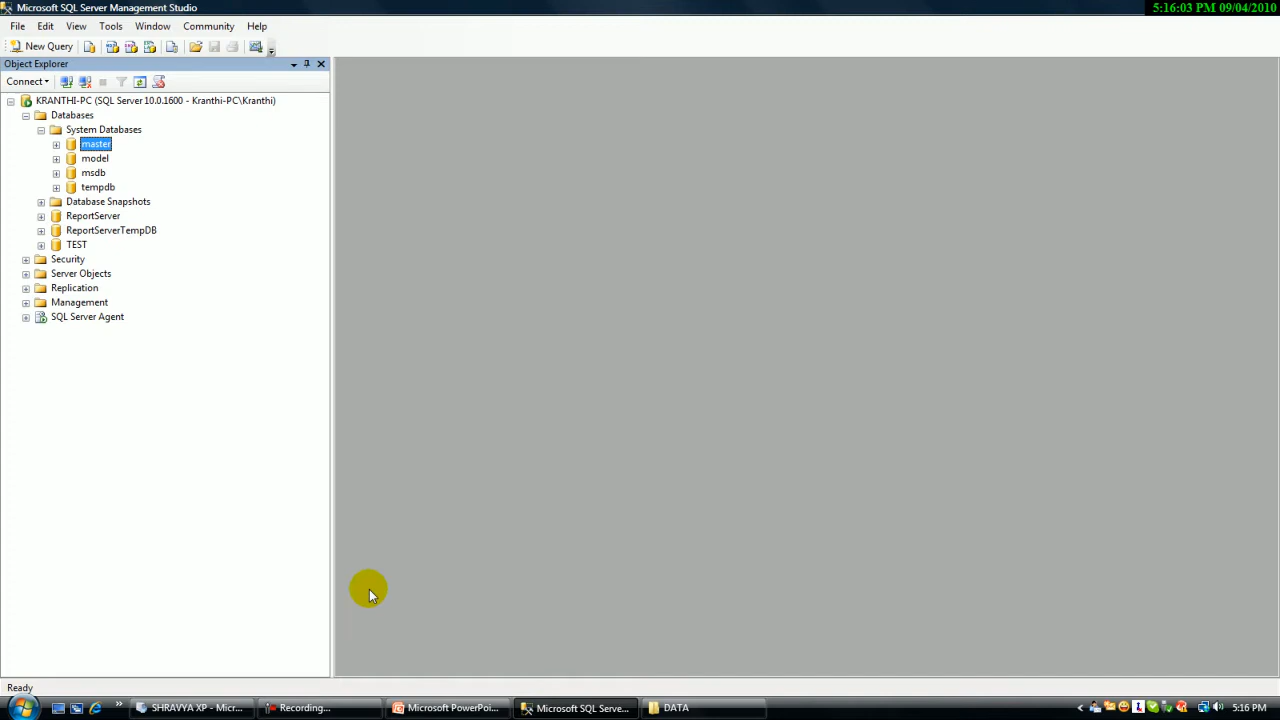 Microsoft SQL Server Management Studio
5:16:03 PM 09/04/2010
File Edit View Tools Window Community Help
New Query
Object Explorer
Connect
KRANTHI-PC (SQL Server 10.0.1600 - Kranthi-PC\Kranthi)
Databases
System Databases
master
model
msdb
tempdb
Database Snapshots
ReportServer
ReportServerTempDB
TEST
Security
Server Objects
Replication
Management
SQL Server Agent
Ready
SHRAVYA XP - Micr... Recording... Microsoft PowerPoi... Microsoft SQL Serve... DATA 5:16 PM